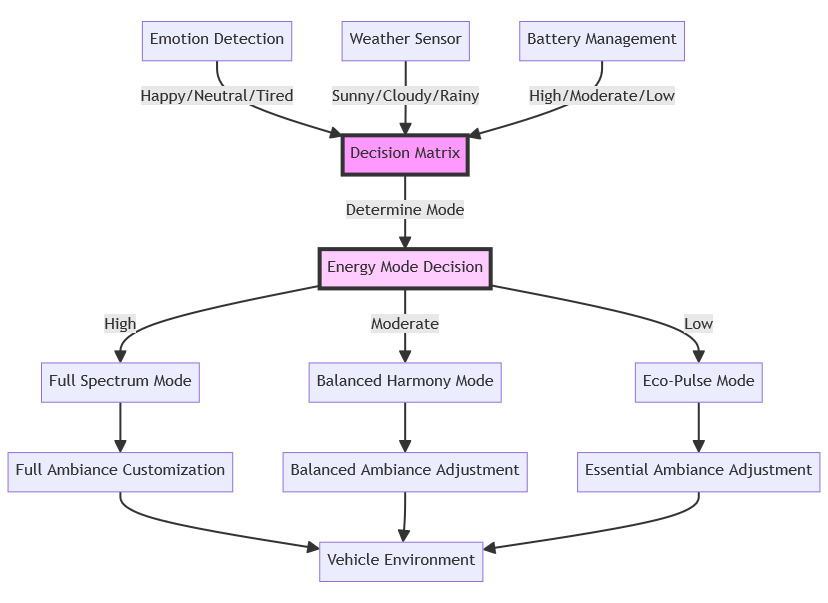 Emotion Detection
Weather Sensor
Battery Management
Happy/Neutral/Tired
Sunny/Cloudy/Rainy
High/Moderate/Low
Decision Matrix
Determine Mode
Energy Mode Decision
High
Moderate
Low
Full Spectrum Mode
Balanced Harmony Mode
Eco-Pulse Mode
Full Ambiance Customization
Balanced Ambiance Adjustment
Essential Ambiance Adjustment
Vehicle Environment